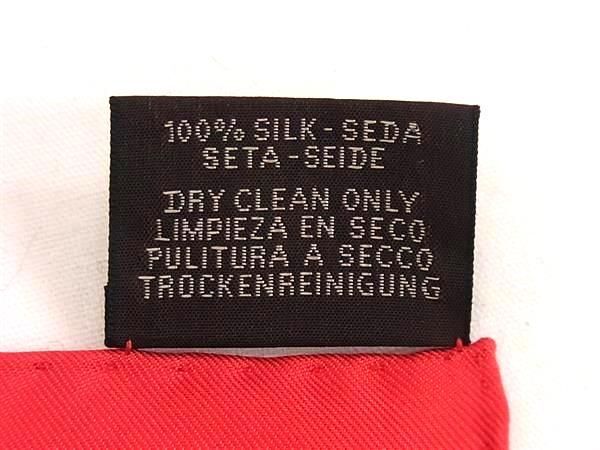 100% SILK - SEDA
SETA - SEIDE
DRY CLEAN ONLY
LIMPIEZA EN SECO
PULITURA A SECCO
TROCKENREINIGUNG